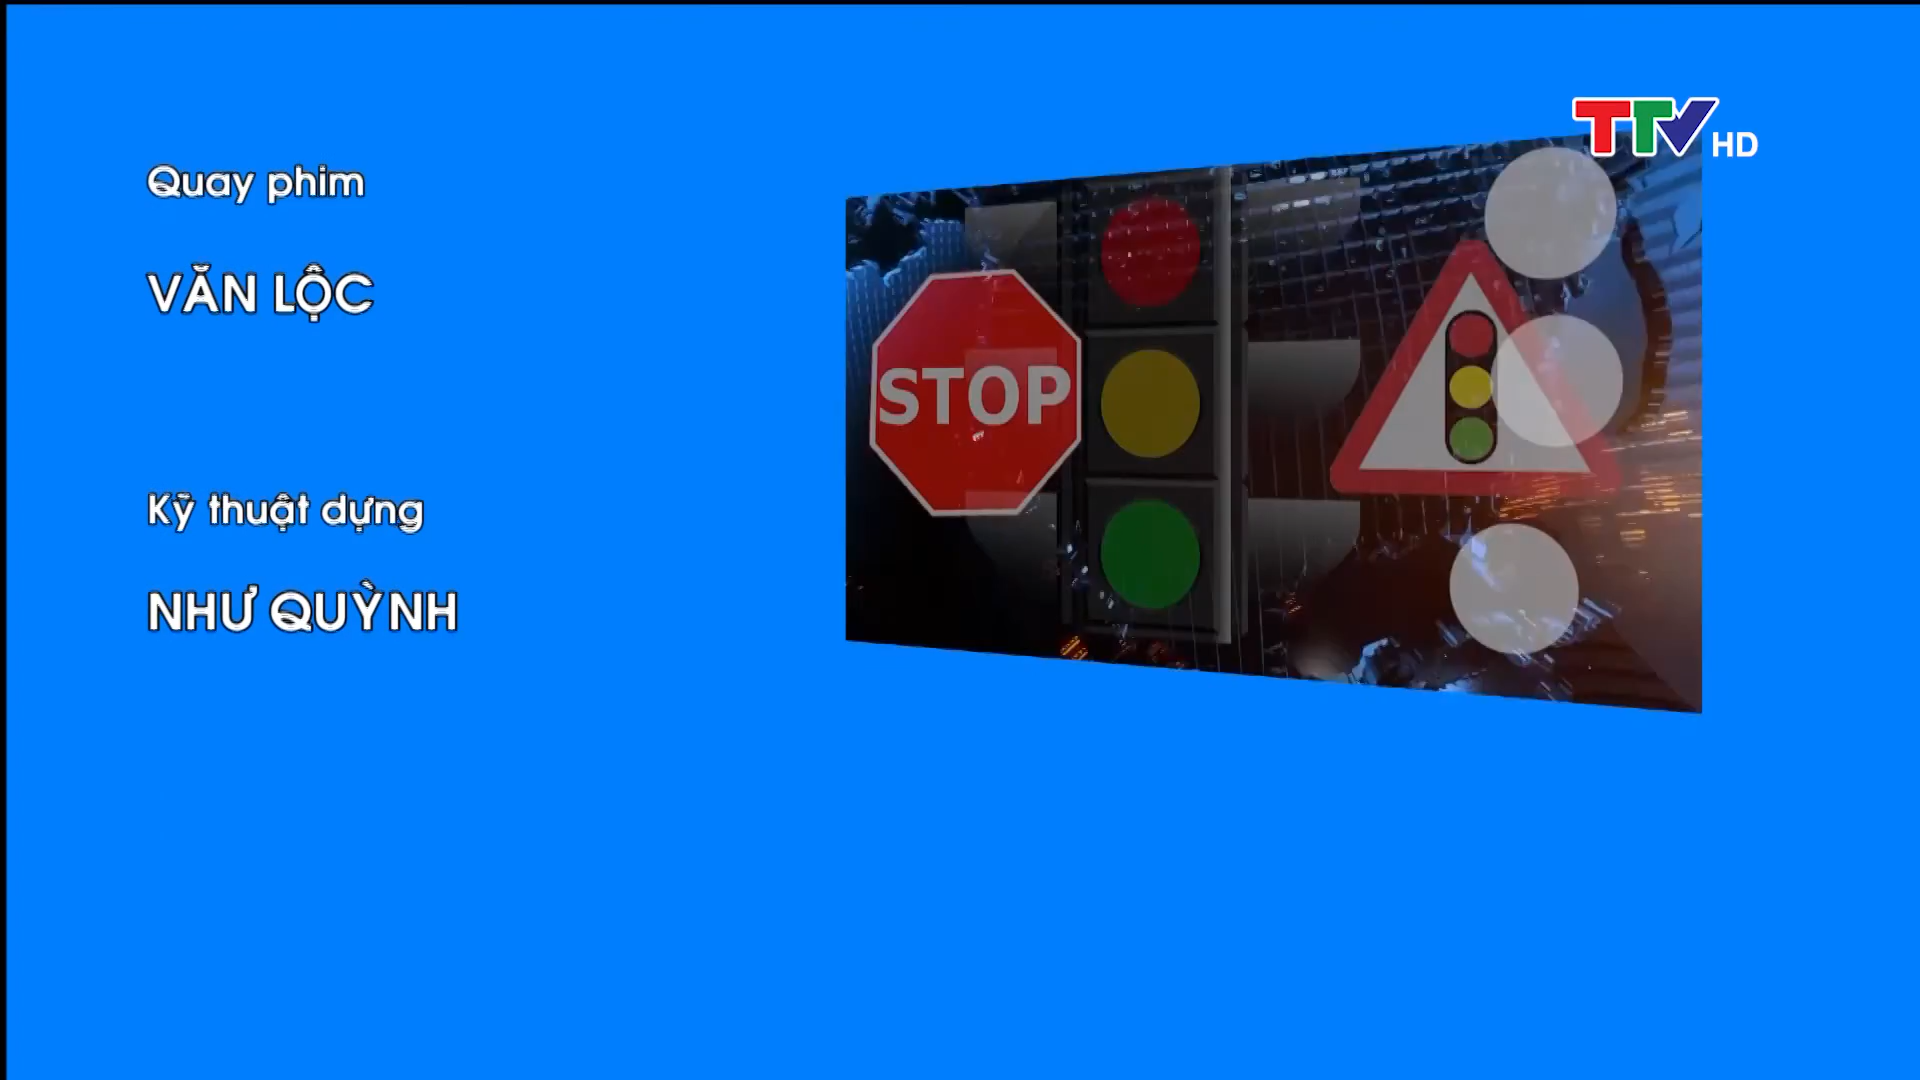 TTV HD
Quay phim
VĂN LỘC
STOP
Kỹ thuật dựng
NHƯ QUỲNH